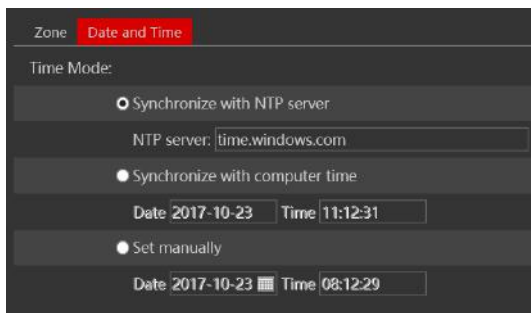 Zone Date and Time
Time Mode:
Synchronize with NTP server
NTP server: time.windows.com
Synchronize with computer time
Date 2017-10-23 Time 11:12:31
Set manually
Date 2017-10-23 Time 08:12:29